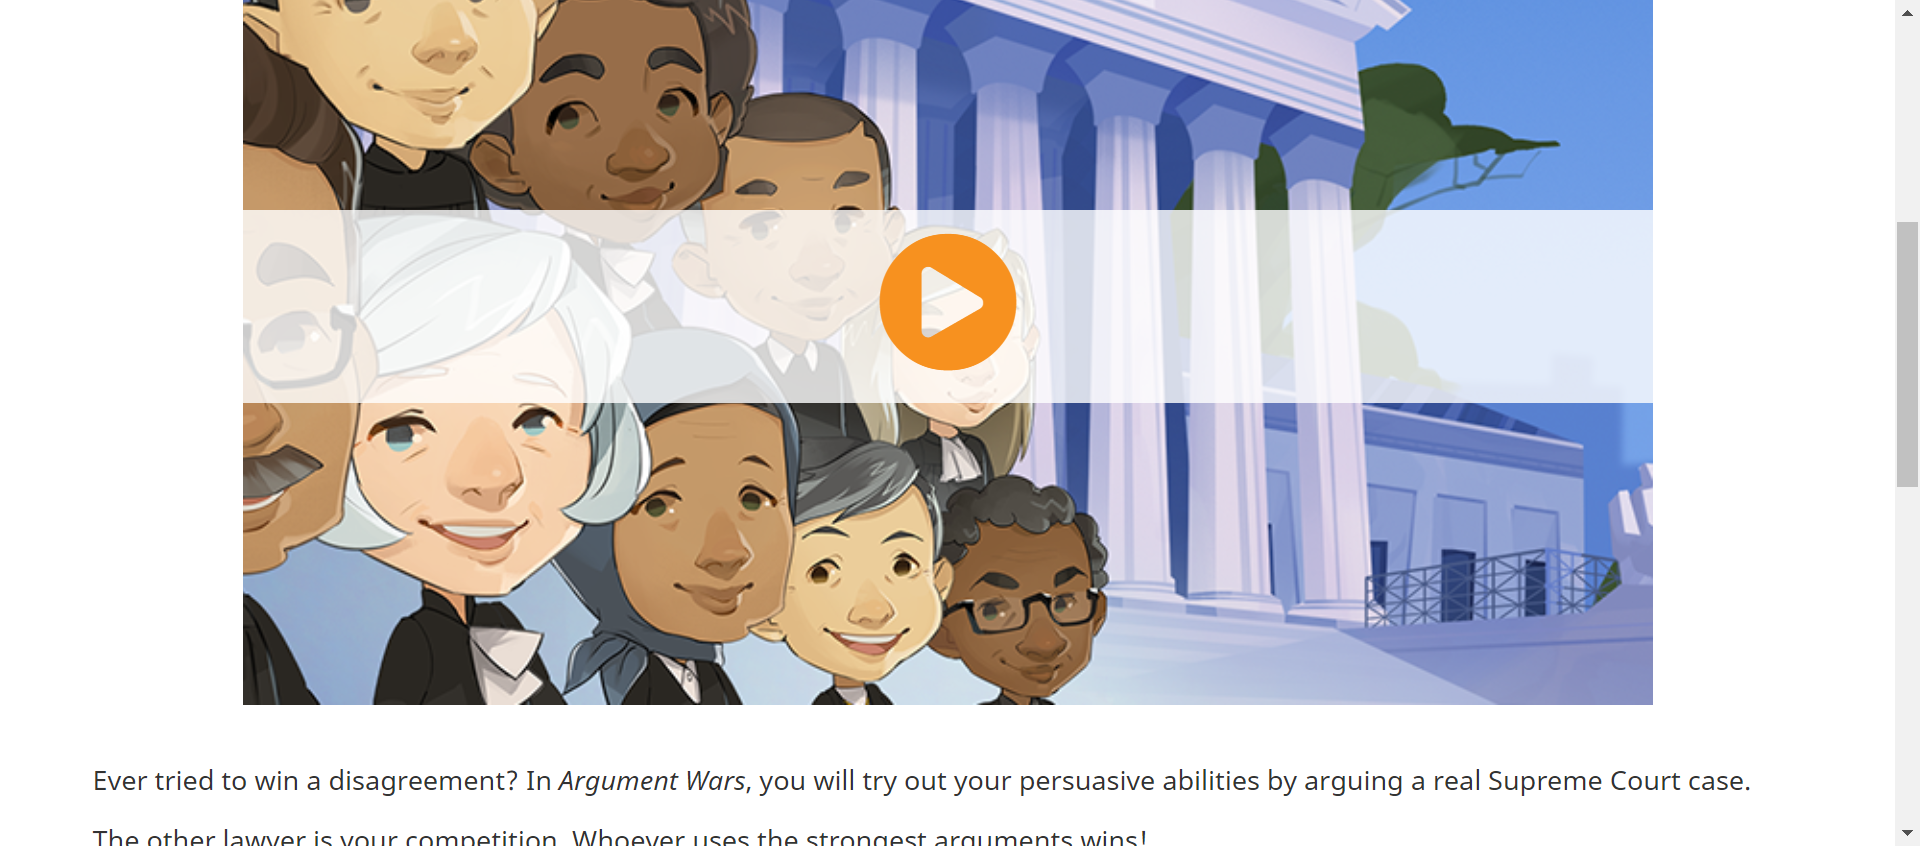 Ever tried to win a disagreement? In Argument Wars, you will try out your persuasive abilities by arguing a real Supreme Court case.
The other lawyer is your competition. Whoever uses the strongest arguments wins!